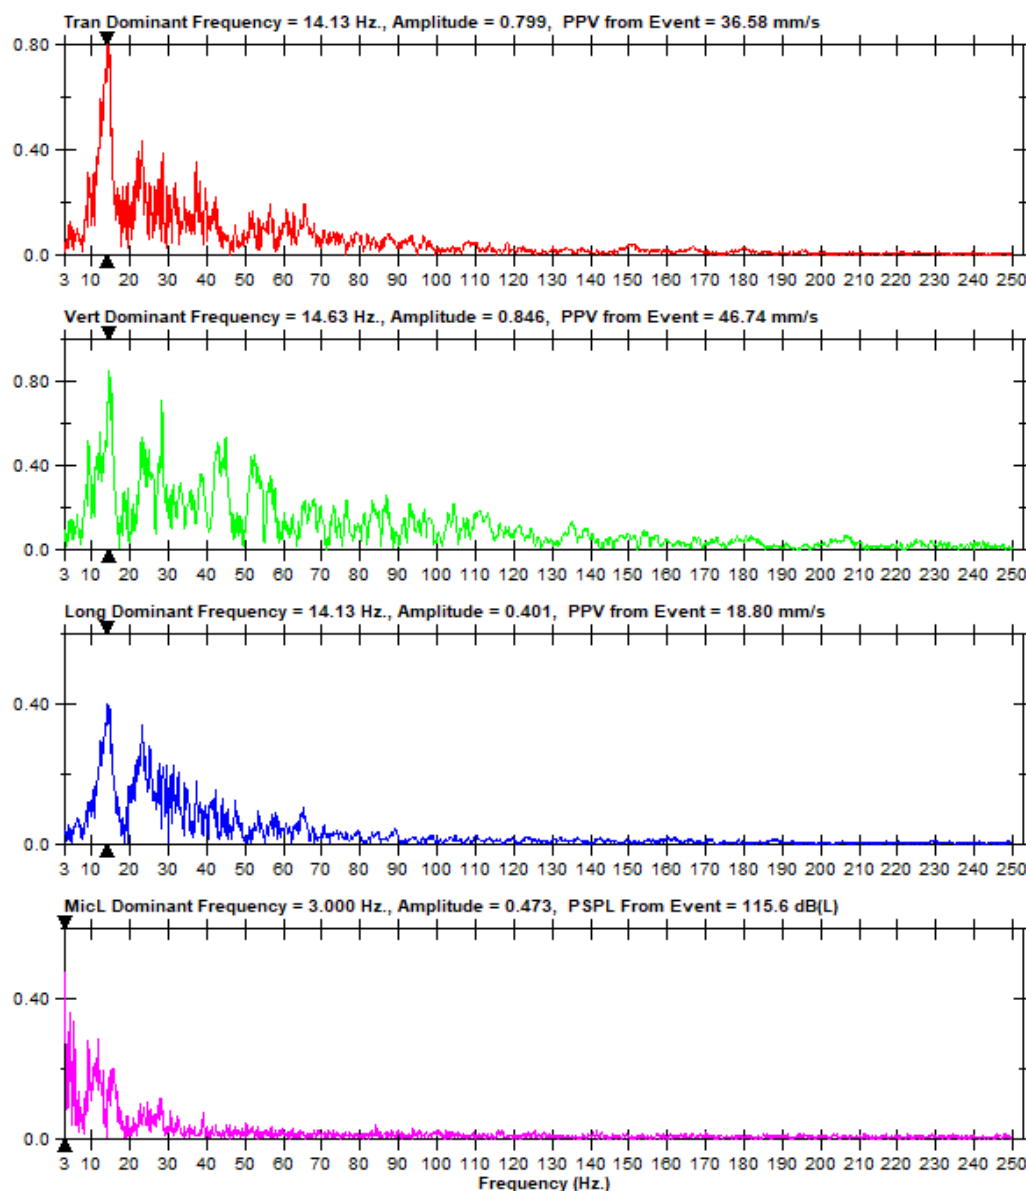 Tran Dominant Frequency = 14.13 Hz., Amplitude = 0.799, PPV from Event = 36.58 mm/s
0.80
0.40
0.0
3 10 20 30 40 50 60 70 80 90 100 110 120 130 140 150 160 170 180 190 200 210 220 230 240 250
Vert Dominant Frequency = 14.63 Hz., Amplitude = 0.846, PPV from Event = 46.74 mm/s
0.80
0.40
0.0
3 10 20 30 40 50 60 70 80 90 100 110 120 130 140 150 160 170 180 190 200 210 220 230 240 250
Long Dominant Frequency = 14.13 Hz., Amplitude = 0.401, PPV from Event = 18.80 mm/s
0.40
0.0
3 10 20 30 40 50 60 70 80 90 100 110 120 130 140 150 160 170 180 190 200 210 220 230 240 250
MicL Dominant Frequency = 3.000 Hz., Amplitude = 0.473, PSPL From Event = 115.6 dB(L)
0.40
0.0
3 10 20 30 40 50 60 70 80 90 100 110 120 130 140 150 160 170 180 190 200 210 220 230 240 250
Frequency (Hz.)